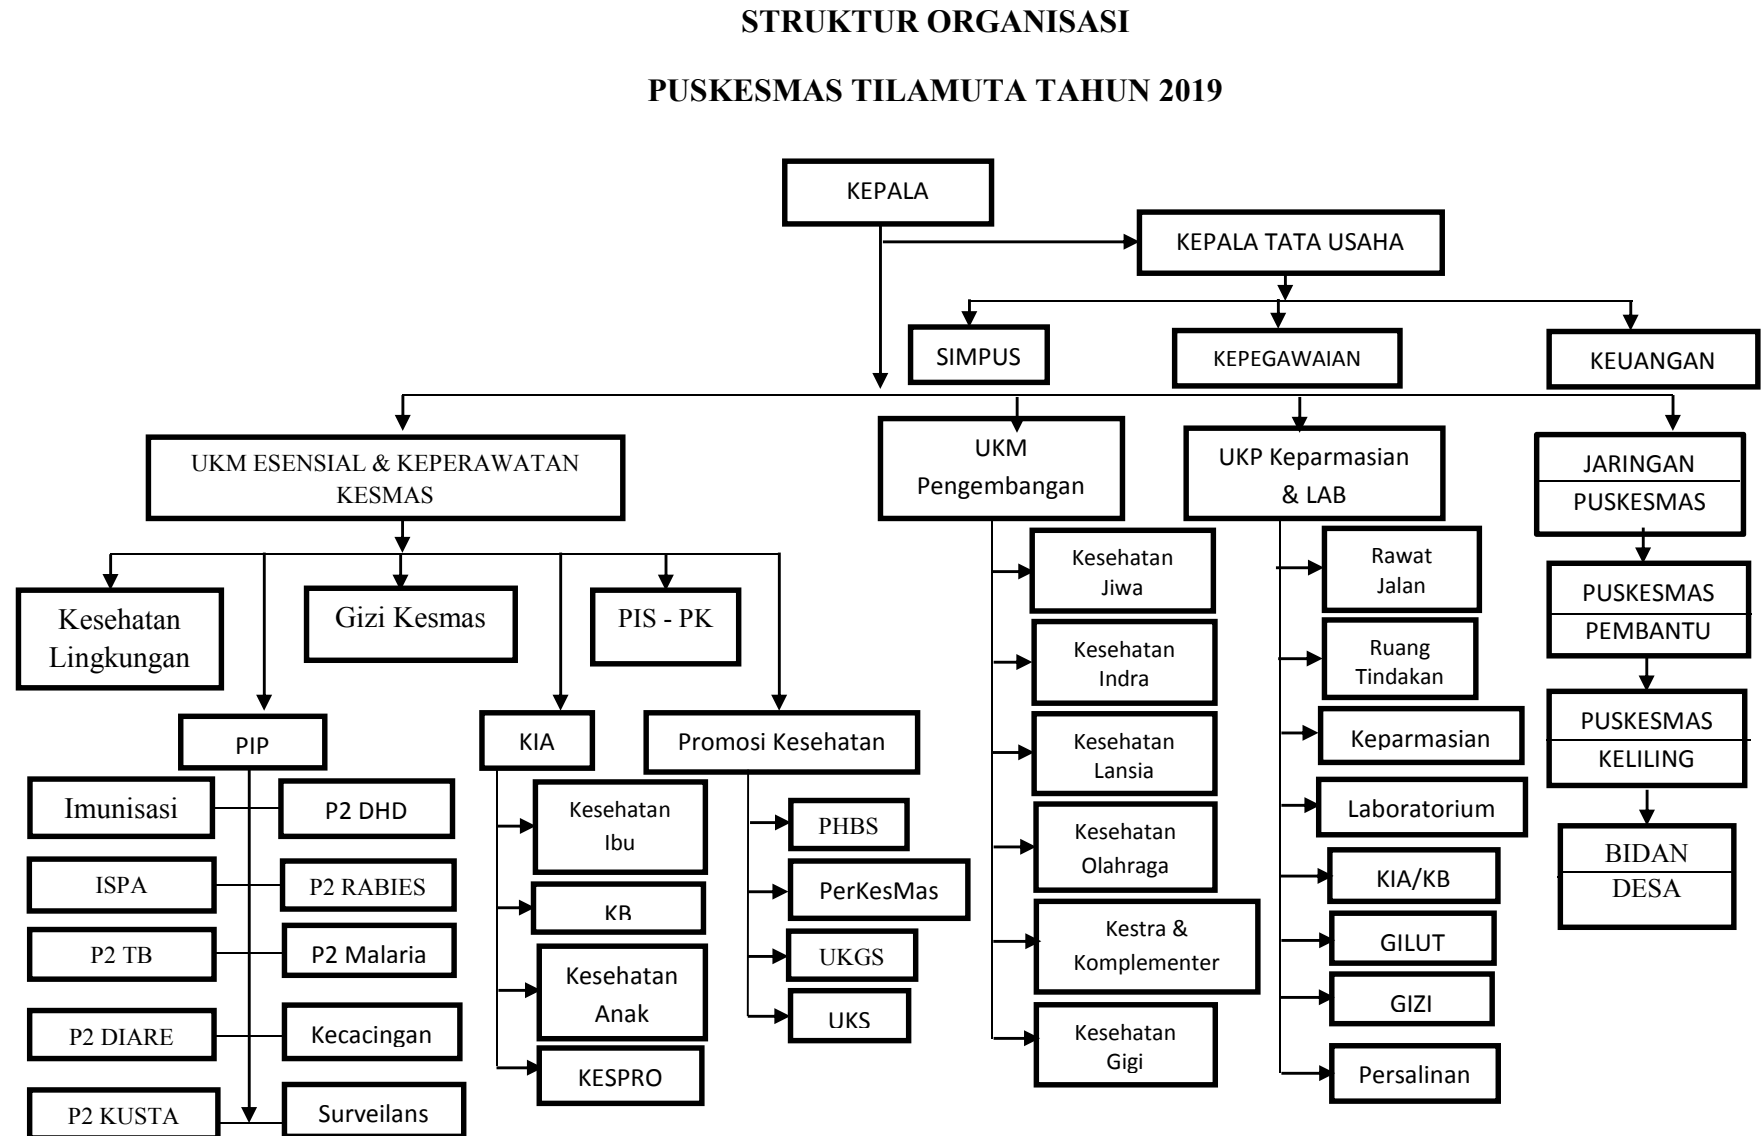 STRUKTUR ORGANISASI
PUSKESMAS TILAMUTA TAHUN 2019
KEPALA
KEPALA TATA USAHA
SIMPUS
KEPEGAWAIAN
KEUANGAN
UKM ESENSIAL & KEPERAWATAN
KESMAS
UKM
Pengembangan
UKP Keparmasian
& LAB
JARINGAN
PUSKESMAS
Kesehatan
Lingkungan
Gizi Kesmas
PIS - PK
PIP
KIA
Promosi Kesehatan
Imunisasi
P2 DHD
ISPA
P2 RABIES
P2 TB
P2 Malaria
P2 DIARE
Kecacingan
P2 KUSTA
Surveilans
Kesehatan
Ibu
KB
Kesehatan
Anak
KESPRO
PHBS
PerKesMas
UKGS
UKS
Kesehatan
Jiwa
Kesehatan
Indra
Kesehatan
Lansia
Kesehatan
Olahraga
Kestra &
Komplementer
Kesehatan
Gigi
Rawat
Jalan
Ruang
Tindakan
Keparmasian
Laboratorium
KIA/KB
GILUT
GIZI
Persalinan
PUSKESMAS
PEMBANTU
PUSKESMAS
KELILING
BIDAN
DESA